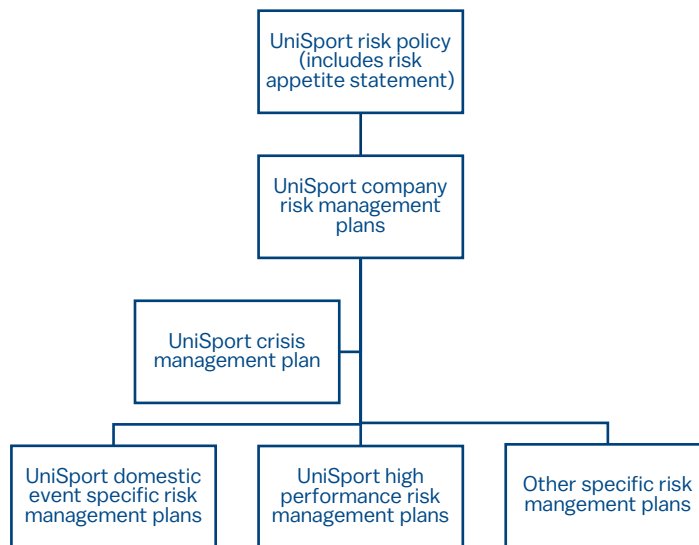 UniSport risk policy
(includes risk
appetite statement)
UniSport company
risk management
plans
UniSport crisis
management plan
UniSport domestic
event specific risk
management plans
UniSport high
performance risk
management plans
Other specific risk
mangement plans